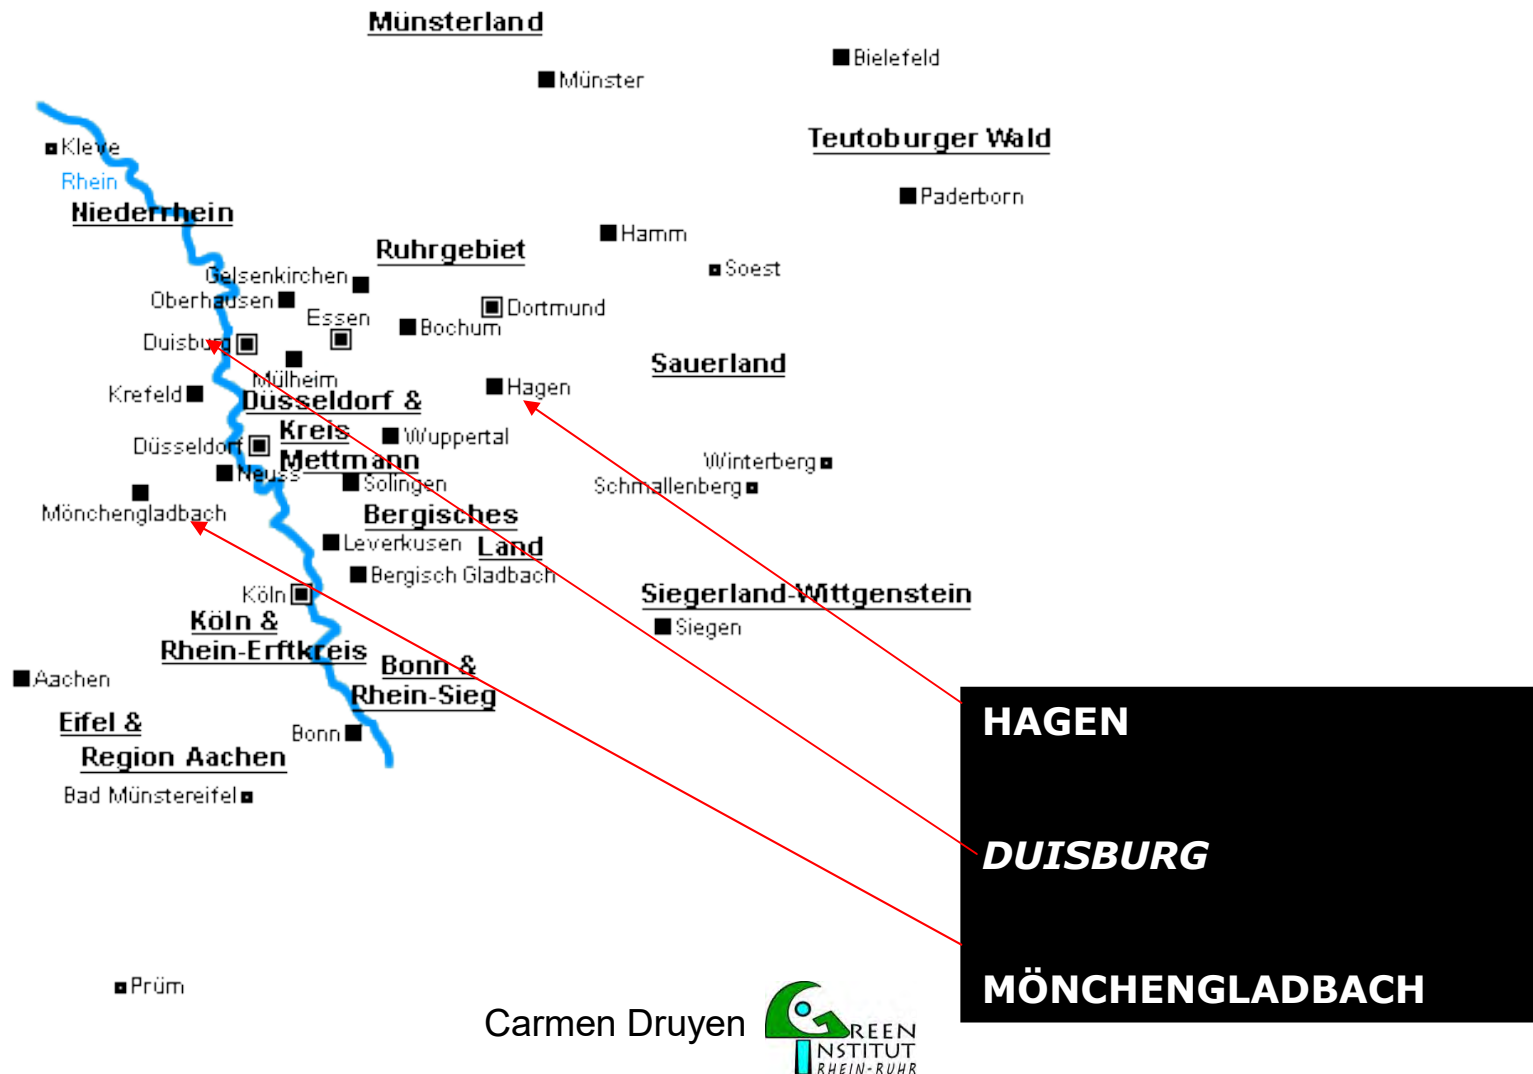 Münsterland
Bielefeld
Münster
Teutoburger Wald
Kleve
Rhein
Paderborn
Niederrhein
Hamm
Ruhrgebiet
Soest
Gelsenkirchen
Oberhausen
Dortmund
Essen
Bochum
Duisburg
Sauerland
Mülheim
Hagen
Krefeld
Düsseldorf &
Kreis
Mettmann
Wuppertal
Düsseldorf
Winterberg
Neuss
Solingen
Schmallenberg
Mönchengladbach
Bergisches
Land
Leverkusen
Bergisch Gladbach
Köln
Siegerland-Wittgenstein
Köln &
Rhein-Erftkreis
Siegen
Bonn &
Rhein-Sieg
Aachen
Eifel &
Region Aachen
Bonn
Bad Münstereifel
Prüm
HAGEN
DUISBURG
MÖNCHENGLADBACH
Carmen Druyen
GREEN
INSTITUT
RHEIN-RUHR